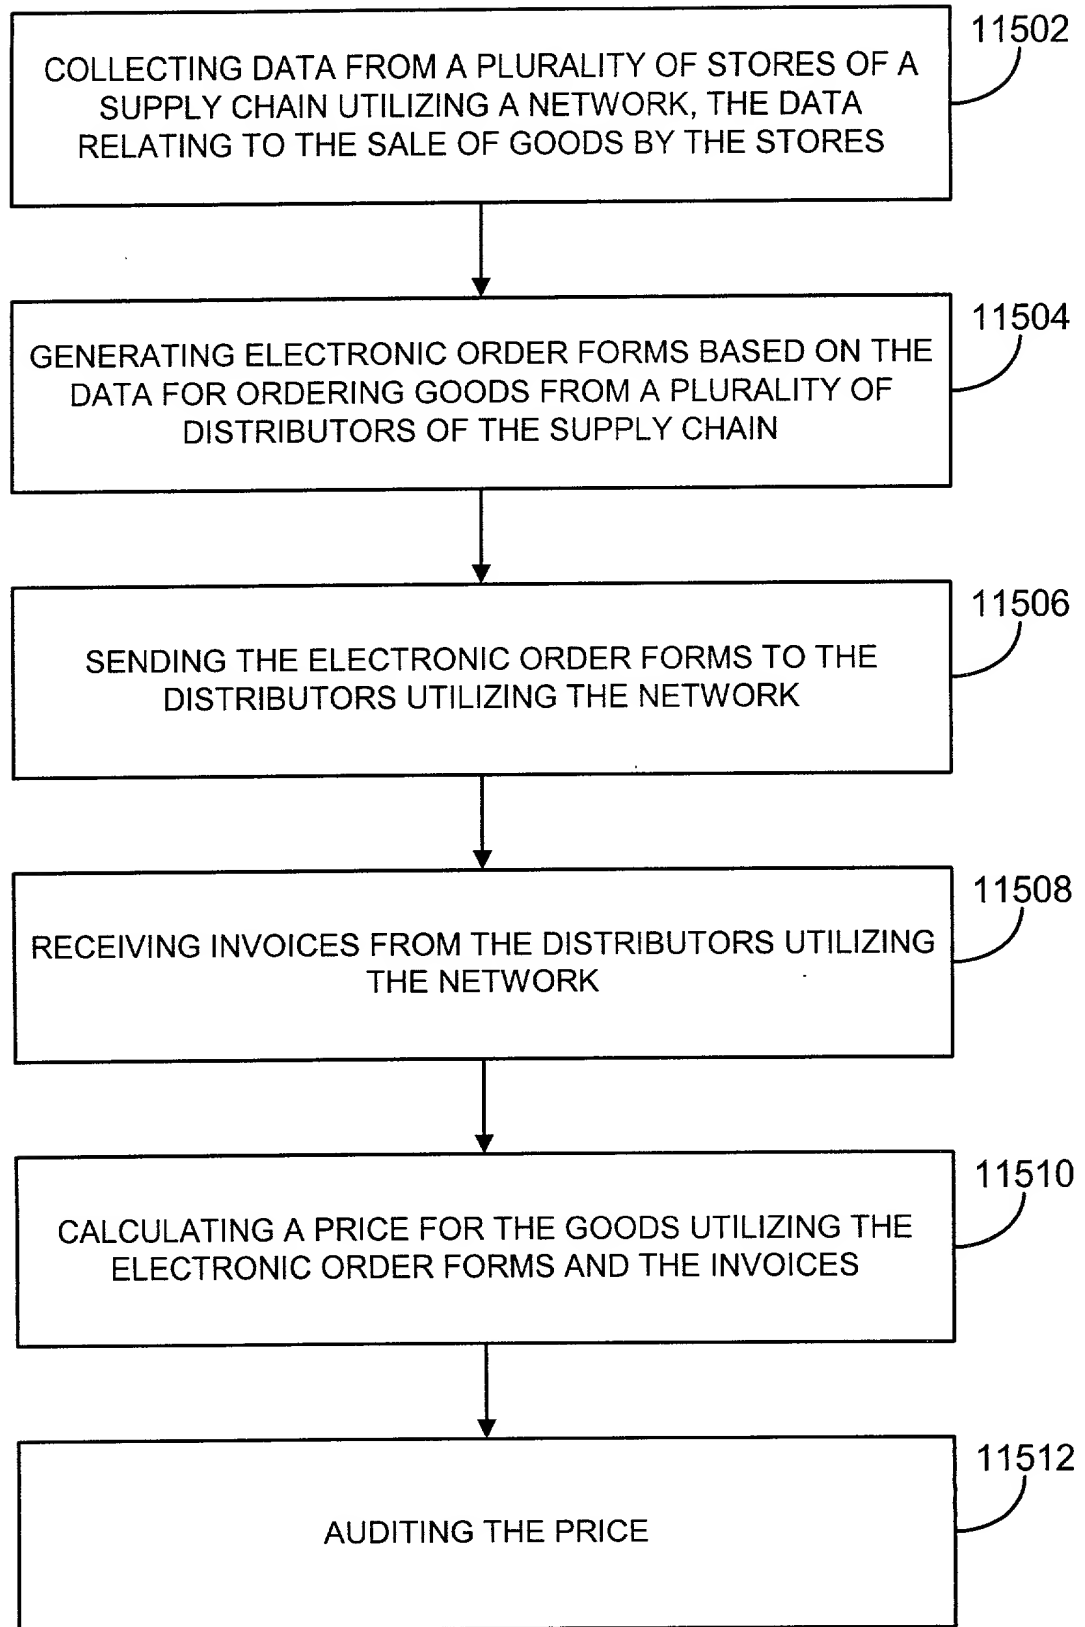 11502
COLLECTING DATA FROM A PLURALITY OF STORES OF A
SUPPLY CHAIN UTILIZING A NETWORK, THE DATA
RELATING TO THE SALE OF GOODS BY THE STORES
11504
GENERATING ELECTRONIC ORDER FORMS BASED ON THE
DATA FOR ORDERING GOODS FROM A PLURALITY OF
DISTRIBUTORS OF THE SUPPLY CHAIN
11506
SENDING THE ELECTRONIC ORDER FORMS TO THE
DISTRIBUTORS UTILIZING THE NETWORK
11508
RECEIVING INVOICES FROM THE DISTRIBUTORS UTILIZING
THE NETWORK
11510
CALCULATING A PRICE FOR THE GOODS UTILIZING THE
ELECTRONIC ORDER FORMS AND THE INVOICES
11512
AUDITING THE PRICE